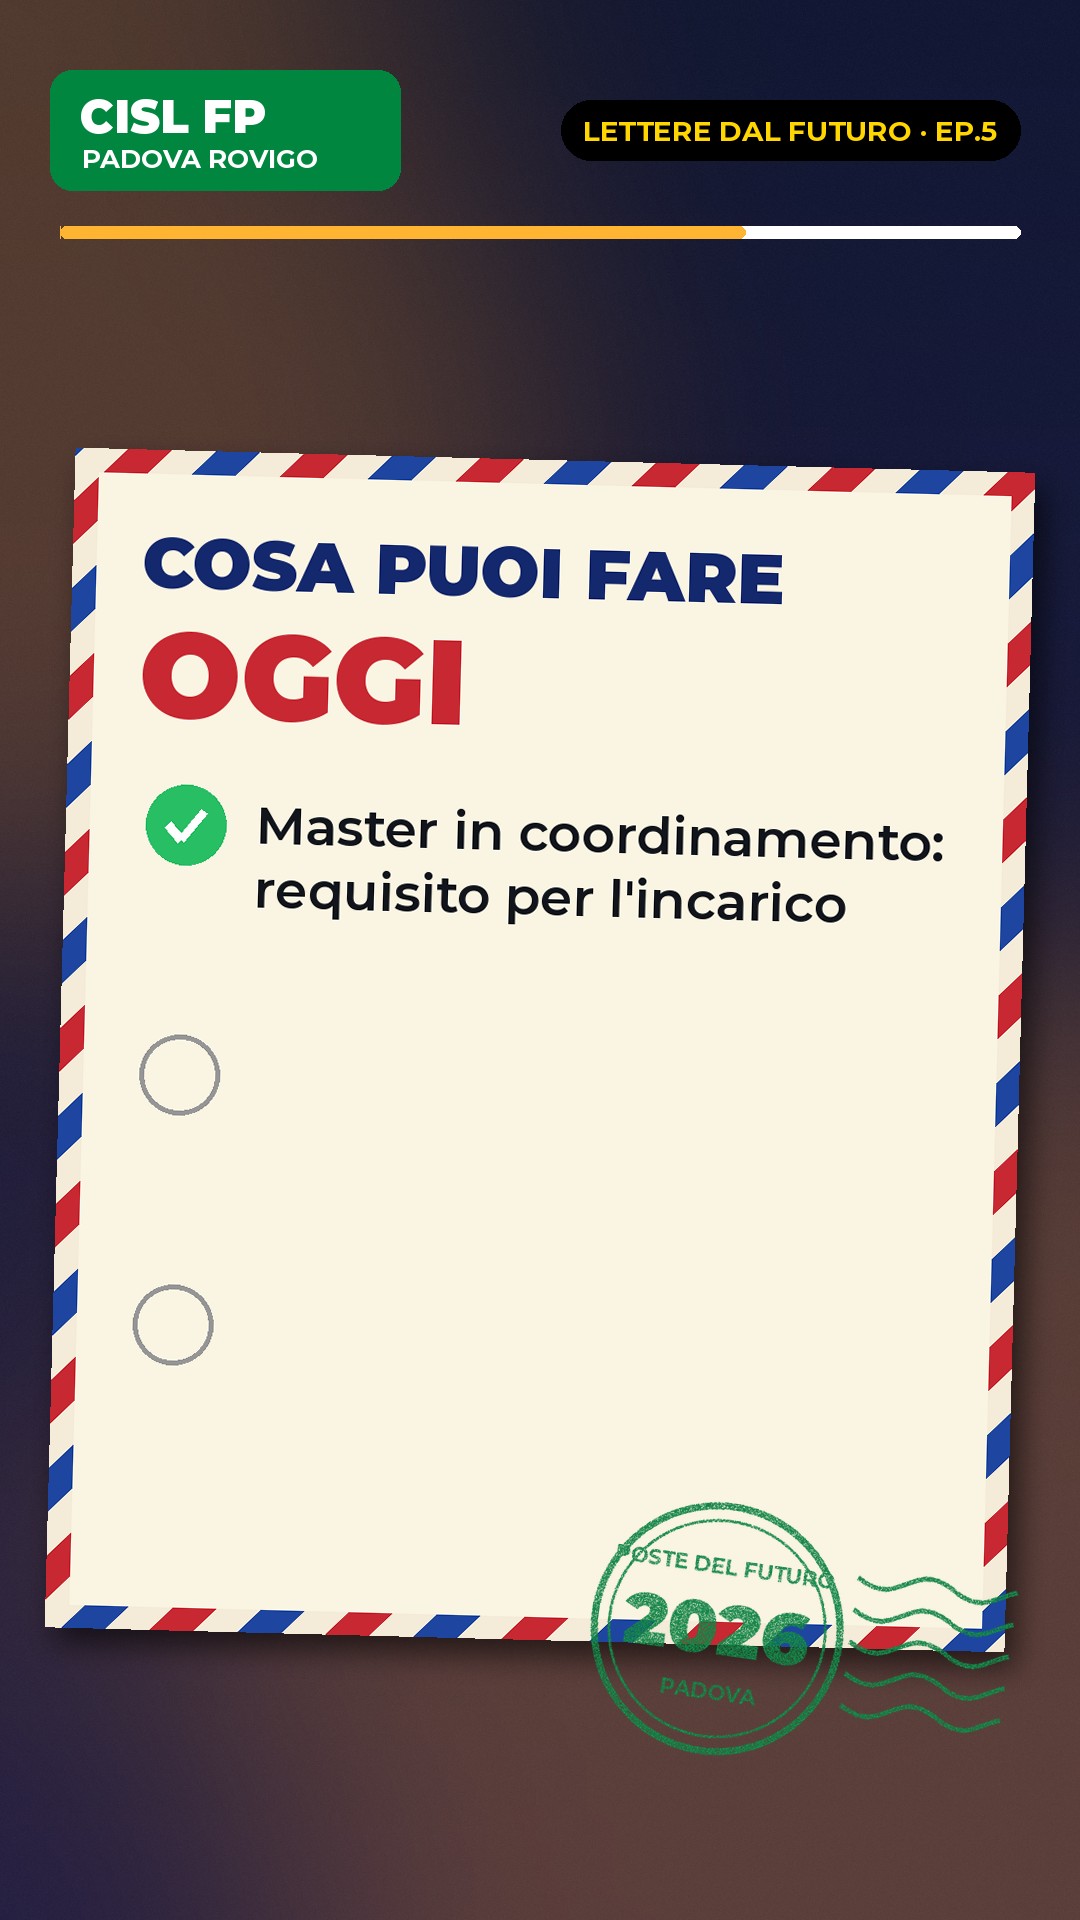 CISL FP
PADOVA ROVIGO
LETTERE DAL FUTURO · EP.5
COSA PUOI FARE
OGGI
Master in coordinamento:
requisito per l'incarico
POSTE DEL FUTURO
2026
PADOVA